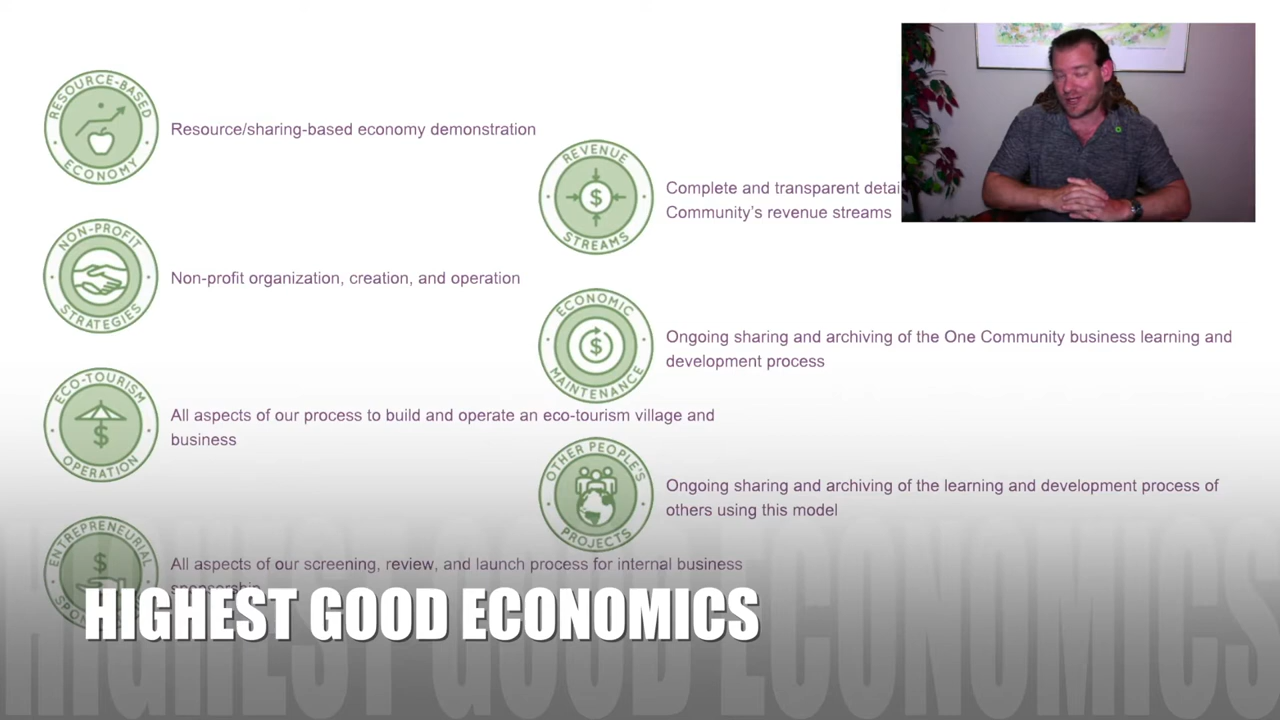 RESOURCE-BASED
ECONOMY
Resource/sharing-based economy demonstration
NON-PROFIT
STRATEGIES
Non-profit organization, creation, and operation
ECO-TOURISM
OPERATION
All aspects of our process to build and operate an eco-tourism village and
business
ENTREPRENEURIAL
All aspects of our screening, review, and launch process for internal business
sponsorship
REVENUE
STREAMS
Complete and transparent detai
Community's revenue streams
ECONOMIC
MAINTENANCE
Ongoing sharing and archiving of the One Community business learning and
development process
OTHER PEOPLE'S
PROJECTS
Ongoing sharing and archiving of the learning and development process of
others using this model
HIGHEST GOOD ECONOMICS
HIGHEST GOOD ECONOMICS